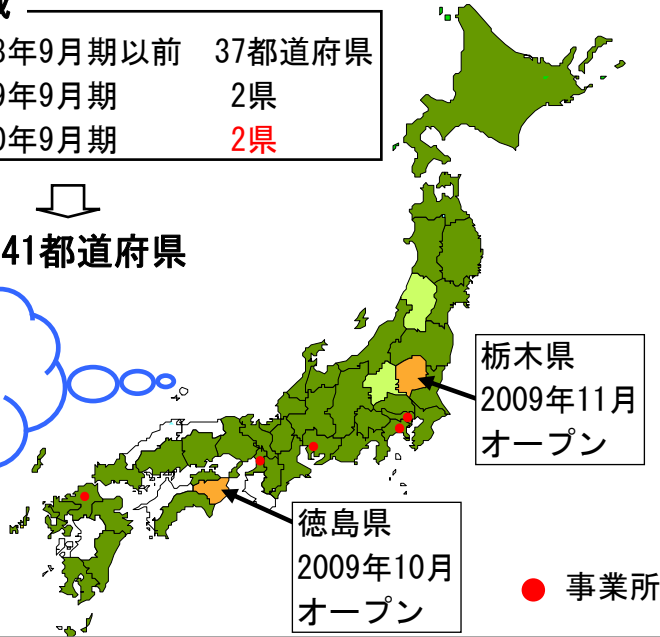 域
8年9月期以前 37都道府県
9年9月期 2県
0年9月期 2県
41都道府県
栃木県
2009年11月
オープン
徳島県
2009年10月
オープン
事業所